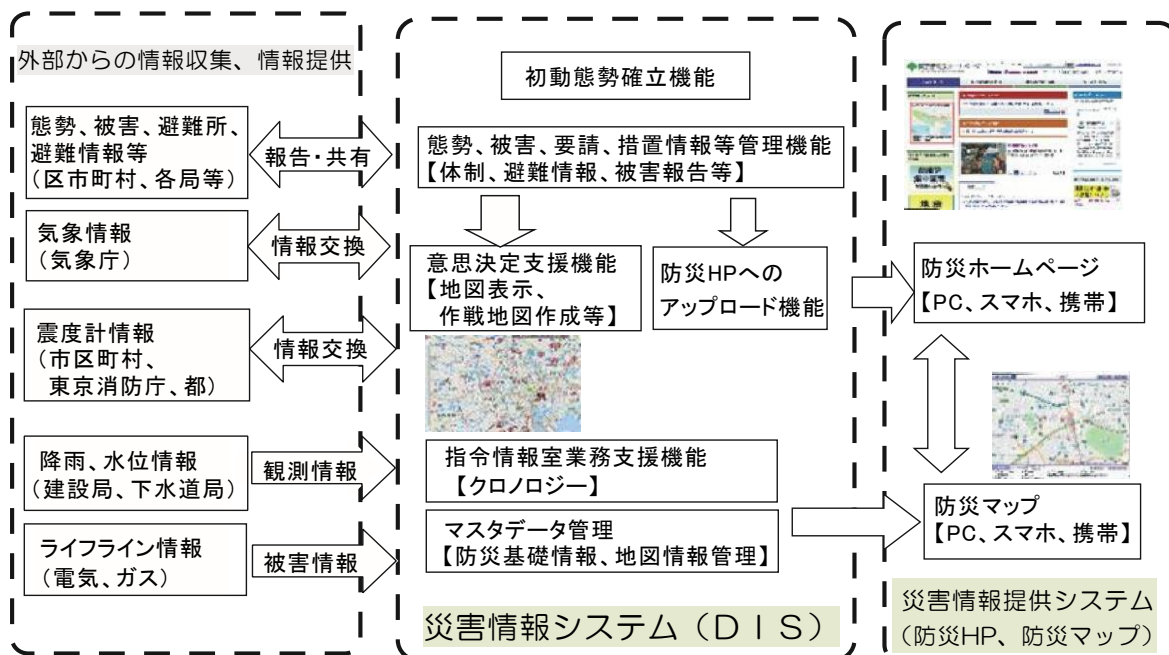 外部からの情報収集、情報提供
態勢、被害、避難所、
避難情報等
(区市町村、各局等)
報告・共有
気象情報
(気象庁)
情報交換
震度計情報
(市区町村、
東京消防庁、都)
情報交換
降雨、水位情報
(建設局、下水道局)
観測情報
ライフライン情報
(電気、ガス)
被害情報
初動態勢確立機能
態勢、被害、要請、措置情報等管理機能
【体制、避難情報、被害報告等】
意思決定支援機能
【地図表示、
作戦地図作成等】
防災HPへの
アップロード機能
指令情報室業務支援機能
【クロノロジー】
マスタデータ管理
【防災基礎情報、地図情報管理】
災害情報システム(DIS)
防災ホームページ
【PC、スマホ、携帯】
防災マップ
【PC、スマホ、携帯】
災害情報提供システム
(防災HP、防災マップ)